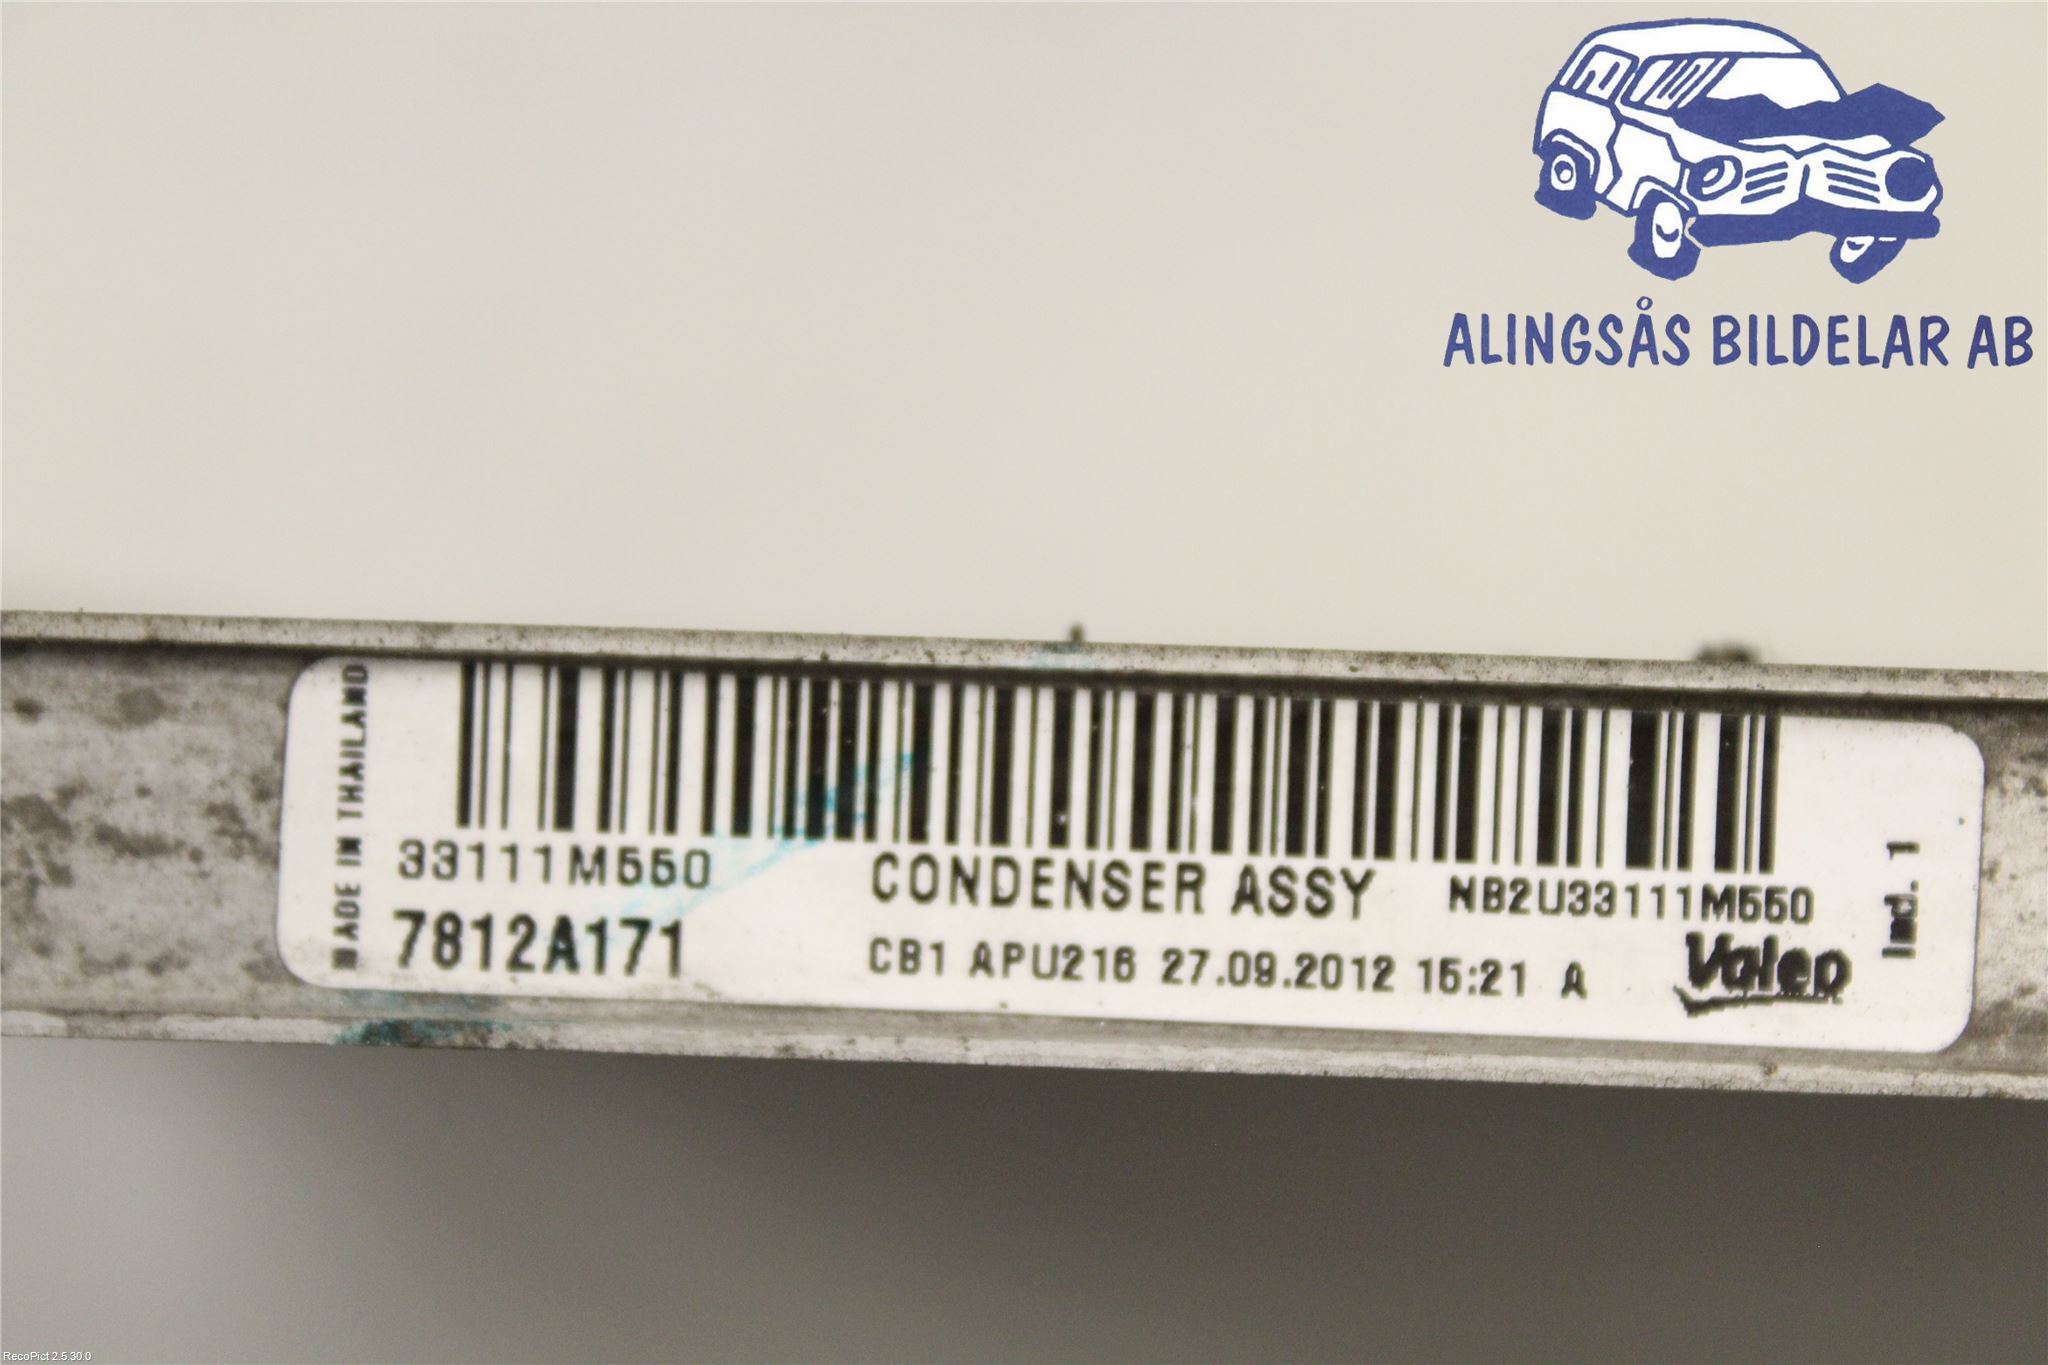 ALINGSÅS BILDELAR AB
MADE IN THAILAND
33111M550
CONDENSER ASSY
NB2U33111M550
7812A171
CB1 APU216 27.09.2012 15:21 A
Valeo
Ind. 1
RecoPict 2.5.30.0